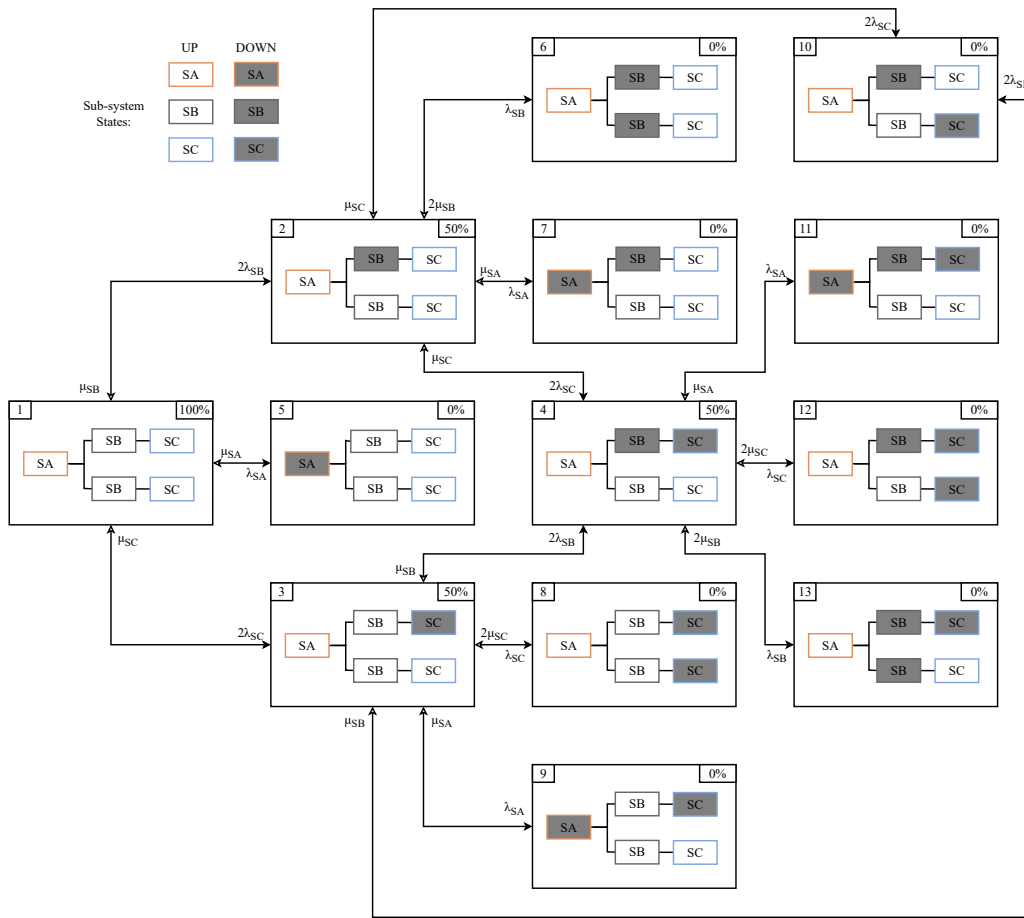 2λSC
UP DOWN
6 0%
10 0%
SA SA
SB SC
SB SC
2λSB
SA
SA
λSB
Sub-system
States:
SB SB
SB SC
SB SC
SC SC
μSC 2μSB
2 50%
7 0%
11 0%
2λSB
SB SC
μSA
SB SC
λSA
SB SC
SA
λSA
SA
SA
SB SC
SB SC
SB SC
μSC
μSB
2λSC
μSA
1 100%
5 0%
4 50%
12 0%
SB SC
SB SC
SB SC
SB SC
SA
μSA
SA
SA
2μSC
SA
λSA
λSC
SB SC
SB SC
SB SC
SB SC
μSC
2λSB
2μSB
μSB
3 50%
8 0%
13 0%
SB SC
SB SC
SB SC
2λSC
SA
2μSC
SA
SA
λSC
λSB
SB SC
SB SC
SB SC
μSB
μSA
9 0%
SB SC
λSA
SA
SB SC